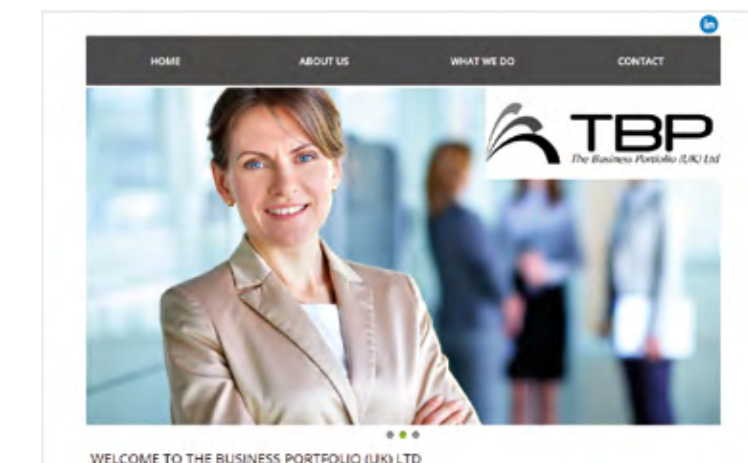 in
HOME ABOUT US WHAT WE DO CONTACT
TBP
The Business Portfolio (UK) Ltd
WELCOME TO THE BUSINESS PORTFOLIO (UK) LTD